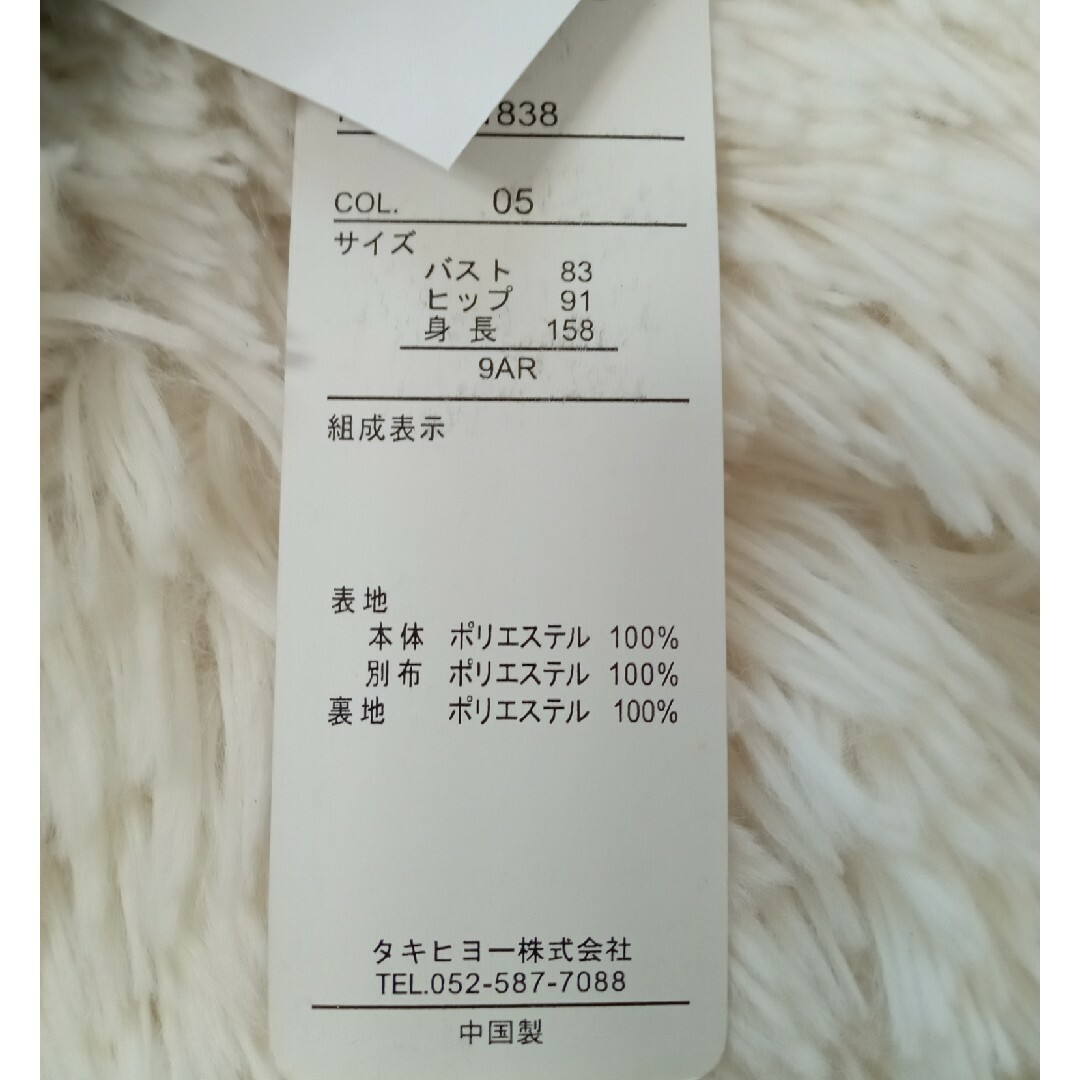 838
COL. 05
サイズ
バスト 83
ヒップ 91
身長 158
9AR
組成表示
表地
本体 ポリエステル 100%
別布 ポリエステル 100%
裏地 ポリエステル 100%
タキヒヨー株式会社
TEL.052-587-7088
中国製